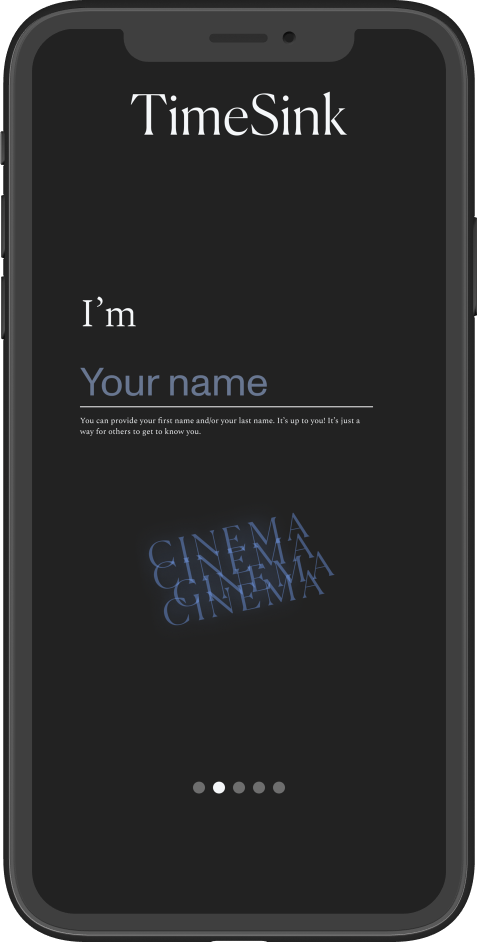 TimeSink
I’m
Your name
You can provide your first name and/or your last name. It’s up to you! It’s just a
way for others to get to know you.
CINEMA
CINEMA
CINEMA
CINEMA